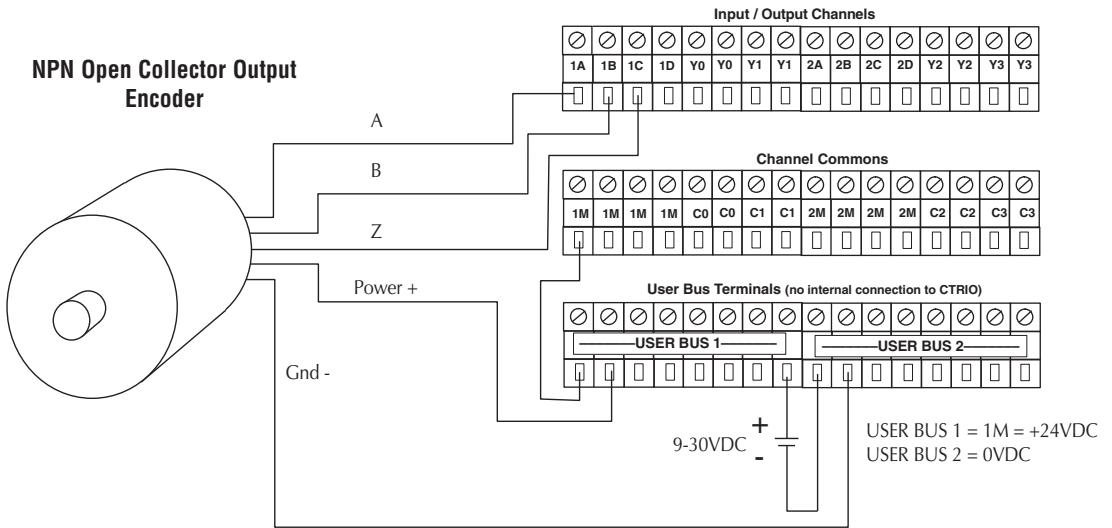 Input / Output Channels
NPN Open Collector Output
Encoder
1A 1B 1C 1D Y0 Y0 Y1 Y1 2A 2B 2C 2D Y2 Y2 Y3 Y3
A
B
Z
Power +
Gnd -
Channel Commons
1M 1M 1M 1M C0 C0 C1 C1 2M 2M 2M 2M C2 C2 C3 C3
User Bus Terminals (no internal connection to CTRIO)
USER BUS 1 USER BUS 2
9-30VDC + -
USER BUS 1 = 1M = +24VDC
USER BUS 2 = 0VDC